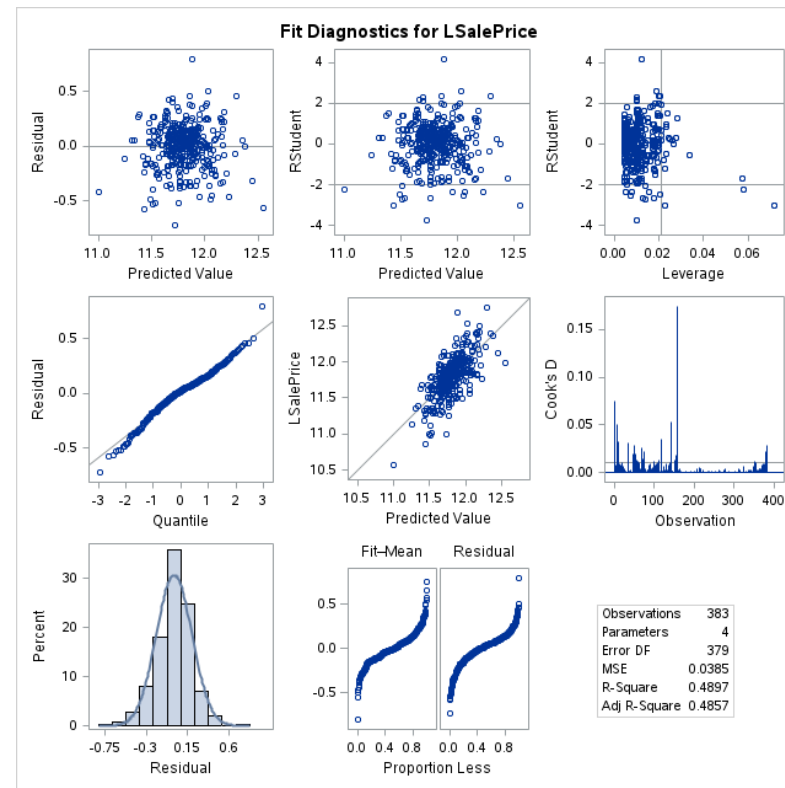 Fit Diagnostics for LSalePrice
0.5
0.0
-0.5
Residual
11.0 11.5 12.0 12.5
Predicted Value
4
2
0
-2
-4
RStudent
11.0 11.5 12.0 12.5
Predicted Value
4
2
0
-2
-4
RStudent
0.00 0.02 0.04 0.06
Leverage
0.5
0.0
-0.5
Residual
-3 -2 -1 0 1 2 3
Quantile
12.5
12.0
11.5
11.0
10.5
LSalePrice
10.5 11.0 11.5 12.0 12.5
Predicted Value
0.15
0.10
0.05
0.00
Cook's D
0 100 200 300 400
Observation
30
20
10
0
Percent
-0.75 -0.3 0.15 0.6
Residual
Fit–Mean Residual
0.5
0.0
-0.5
0.0 0.4 0.8 0.0 0.4 0.8
Proportion Less
Observations 383
Parameters 4
Error DF 379
MSE 0.0385
R-Square 0.4897
Adj R-Square 0.4857